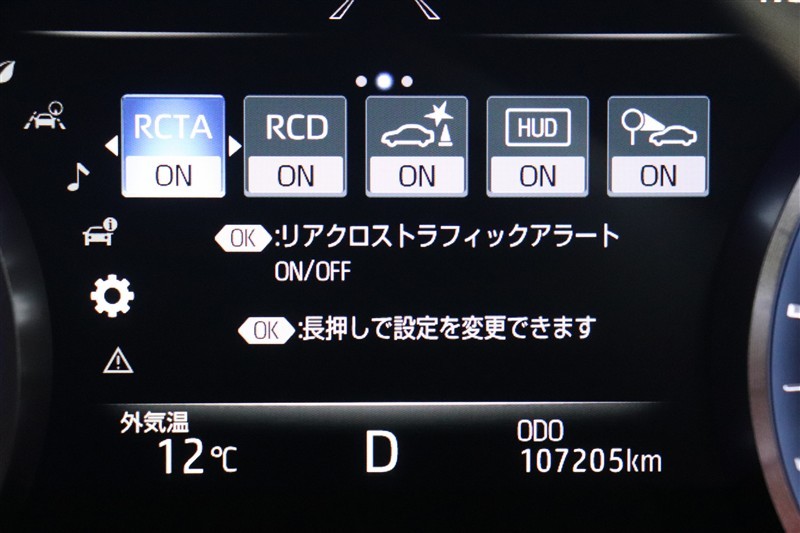 RCTA RCD HUD
ON ON ON ON ON
OK :リアクロストラフィックアラート
ON/OFF
OK :長押しで設定を変更できます
外気温
12℃
D
ODO
107205km